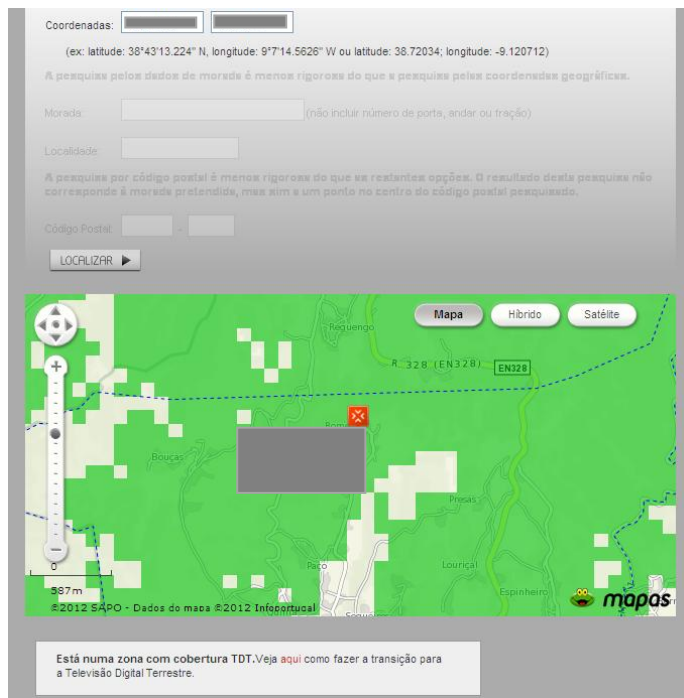 Coordenadas:
(ex: latitude: 38°43'13.224" N, longitude: 9°7'14.5626" W ou latitude: 38.72034; longitude: -9.120712)
A pesquisa pelos dados de morada é menos rigorosa do que a pesquisa pelas coordenadas geográficas.
Morada:
(não incluir número de porta, andar ou fração)
Localidade:
A pesquisa por código postal é menos rigorosa do que as restantes opções. O resultado desta pesquisa não
corresponde à morada pretendida, mas sim a um ponto no centro do código postal pesquisado.
Código Postal: -
LOCALIZAR
Mapa Híbrido Satélite
Reguengo
R 328 (EN328) EN328
Bouças
Presas
Paço
Louriçal
Espinheiro
0
587m
©2012 SAPO - Dados do mapa ©2012 Infoportugal
mapas
Está numa zona com cobertura TDT.Veja aqui como fazer a transição para
a Televisão Digital Terrestre.